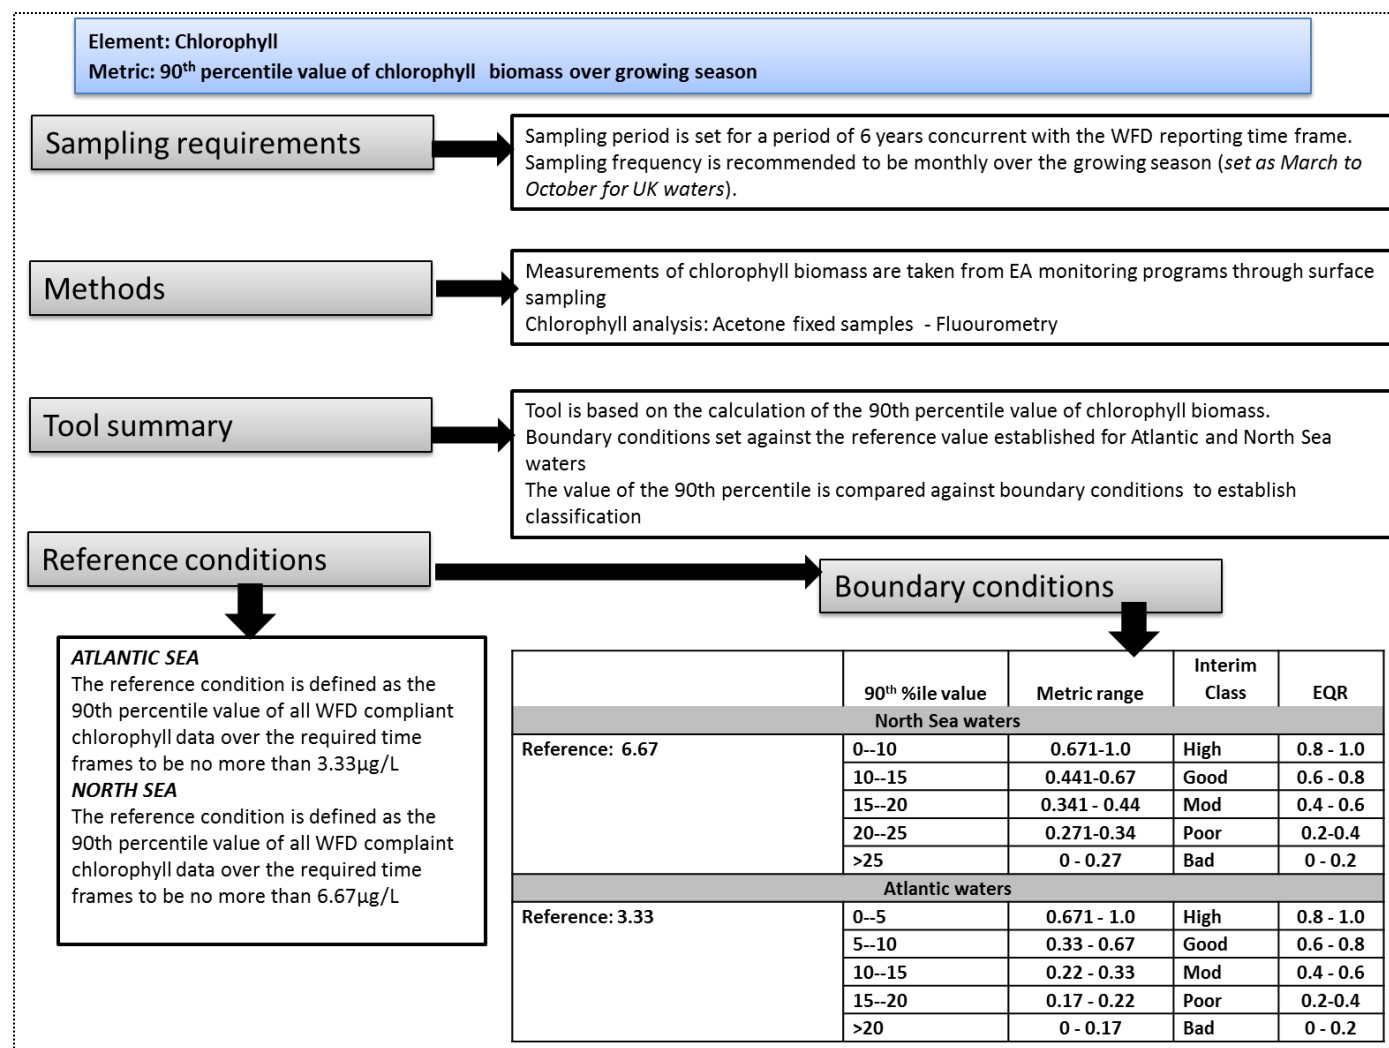 Element: Chlorophyll
Metric: 90th percentile value of chlorophyll biomass over growing season
Sampling requirements
Sampling period is set for a period of 6 years concurrent with the WFD reporting time frame.
Sampling frequency is recommended to be monthly over the growing season (set as March to
October for UK waters).
Methods
Measurements of chlorophyll biomass are taken from EA monitoring programs through surface
sampling
Chlorophyll analysis: Acetone fixed samples - Fluourometry
Tool summary
Tool is based on the calculation of the 90th percentile value of chlorophyll biomass.
Boundary conditions set against the reference value established for Atlantic and North Sea
waters
The value of the 90th percentile is compared against boundary conditions to establish
classification
Reference conditions
Boundary conditions
ATLANTIC SEA
The reference condition is defined as the
90th percentile value of all WFD compliant
chlorophyll data over the required time
frames to be no more than 3.33µg/L
NORTH SEA
The reference condition is defined as the
90th percentile value of all WFD complaint
chlorophyll data over the required time
frames to be no more than 6.67µg/L
90th %ile value Metric range Interim Class EQR
North Sea waters
Reference: 6.67 0--10 0.671-1.0 High 0.8 - 1.0
10--15 0.441-0.67 Good 0.6 - 0.8
15--20 0.341 - 0.44 Mod 0.4 - 0.6
20--25 0.271-0.34 Poor 0.2-0.4
>25 0 - 0.27 Bad 0 - 0.2
Atlantic waters
Reference: 3.33 0--5 0.671 - 1.0 High 0.8 - 1.0
5--10 0.33 - 0.67 Good 0.6 - 0.8
10--15 0.22 - 0.33 Mod 0.4 - 0.6
15--20 0.17 - 0.22 Poor 0.2-0.4
>20 0 - 0.17 Bad 0 - 0.2